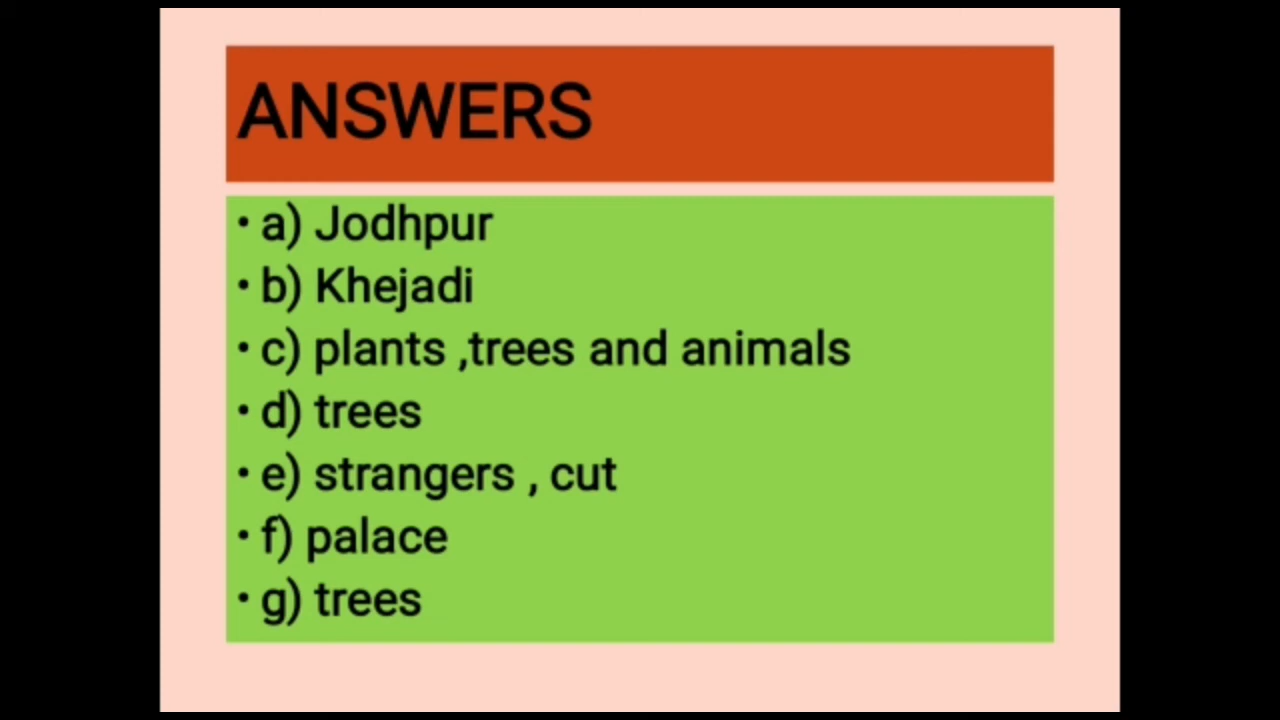 ANSWERS
• a) Jodhpur
• b) Khejadi
• c) plants ,trees and animals
• d) trees
• e) strangers , cut
• f) palace
• g) trees